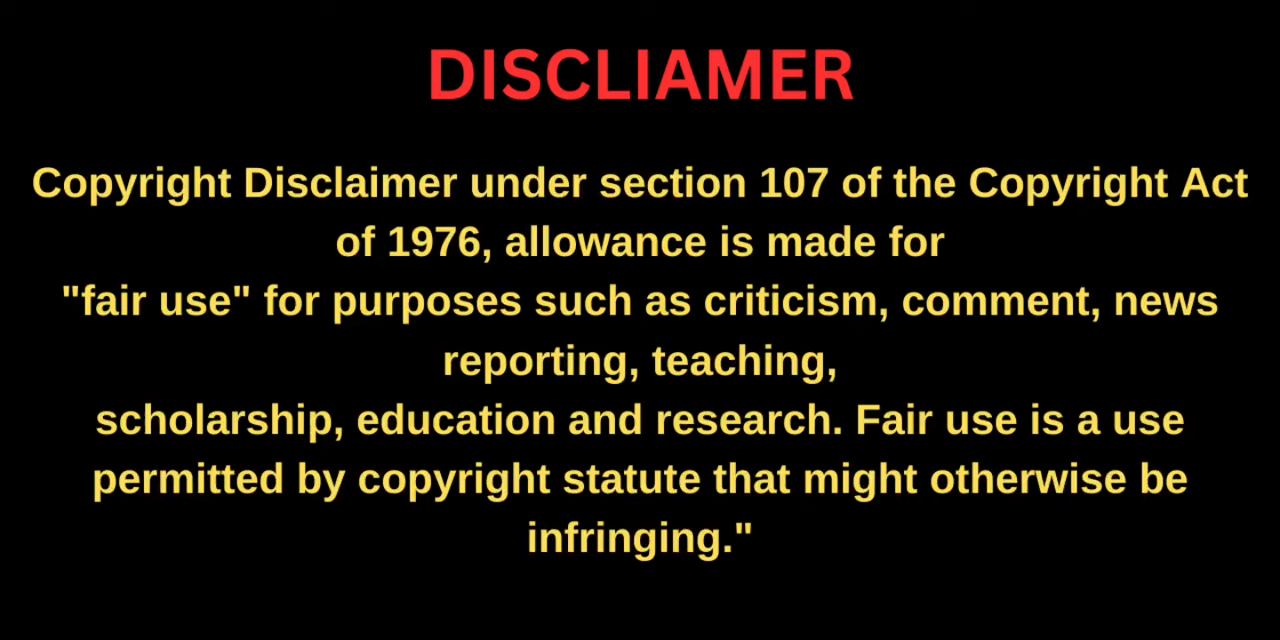 DISCLIAMER
Copyright Disclaimer under section 107 of the Copyright Act
of 1976, allowance is made for
"fair use" for purposes such as criticism, comment, news
reporting, teaching,
scholarship, education and research. Fair use is a use
permitted by copyright statute that might otherwise be
infringing."